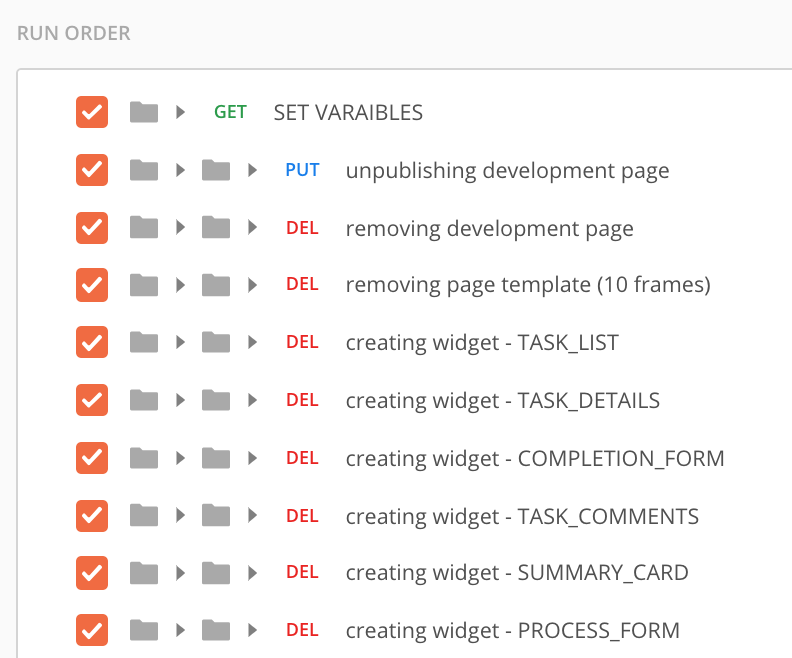 RUN ORDER
GET SET VARAIBLES
PUT unpublishing development page
DEL removing development page
DEL removing page template (10 frames)
DEL creating widget - TASK_LIST
DEL creating widget - TASK_DETAILS
DEL creating widget - COMPLETION_FORM
DEL creating widget - TASK_COMMENTS
DEL creating widget - SUMMARY_CARD
DEL creating widget - PROCESS_FORM